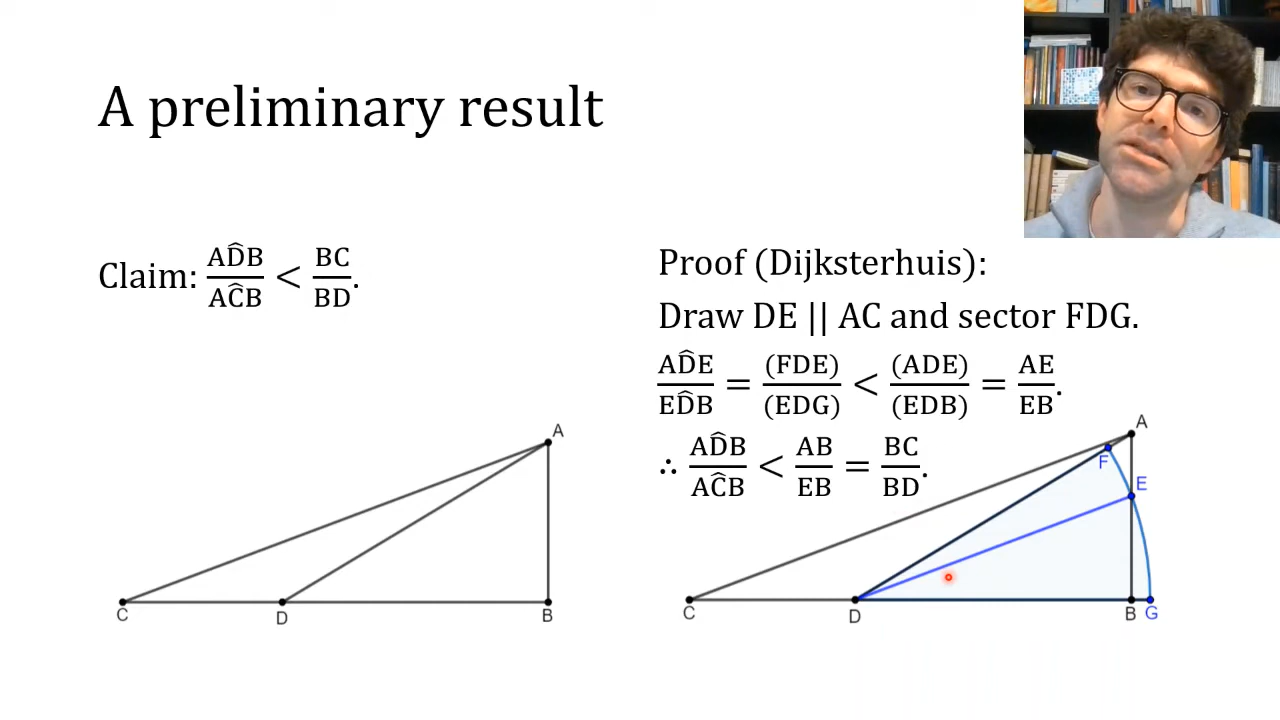 A preliminary result
Claim: AD̂B/AĈB < BC/BD.
A
C
D
B
Proof (Dijksterhuis):
Draw DE || AC and sector FDG.
AD̂E/ED̂B = (FDE)/(EDG) < (ADE)/(EDB) = AE/EB.
∴ AD̂B/AĈB < AB/EB = BC/BD.
A
F
E
C
D
B
G